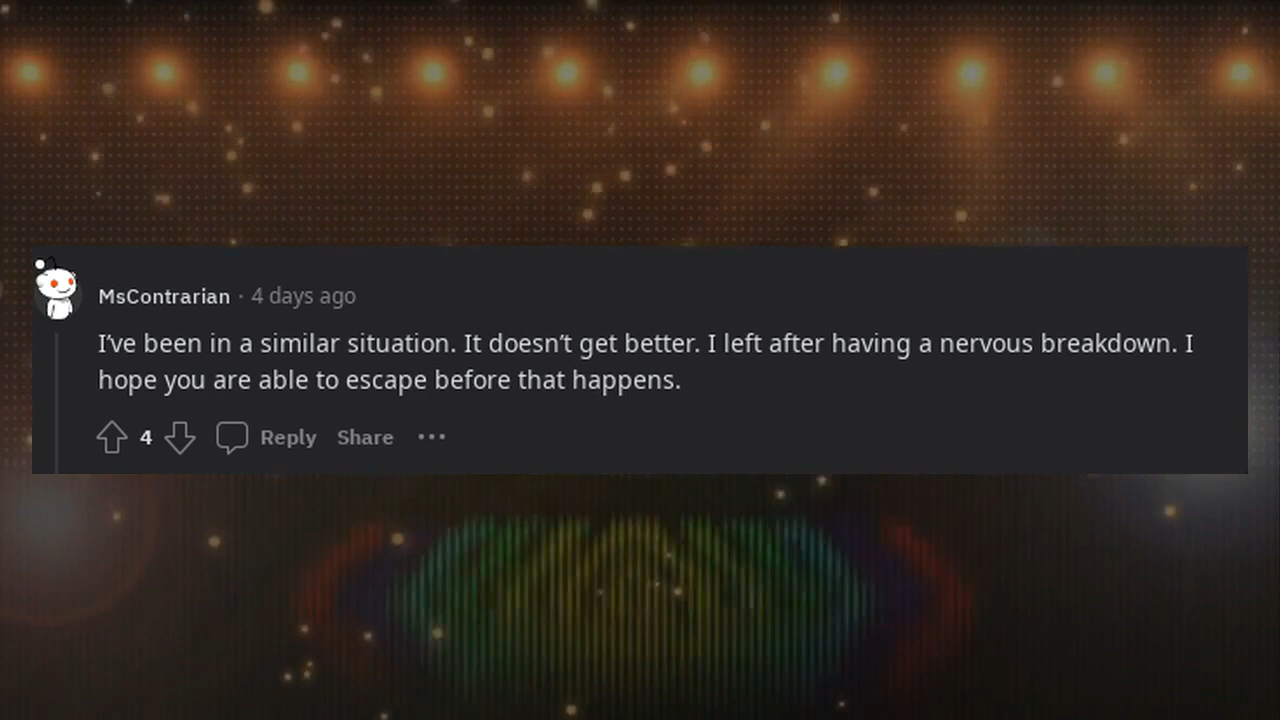 MsContrarian · 4 days ago
I’ve been in a similar situation. It doesn’t get better. I left after having a nervous breakdown. I
hope you are able to escape before that happens.
4 Reply Share ···